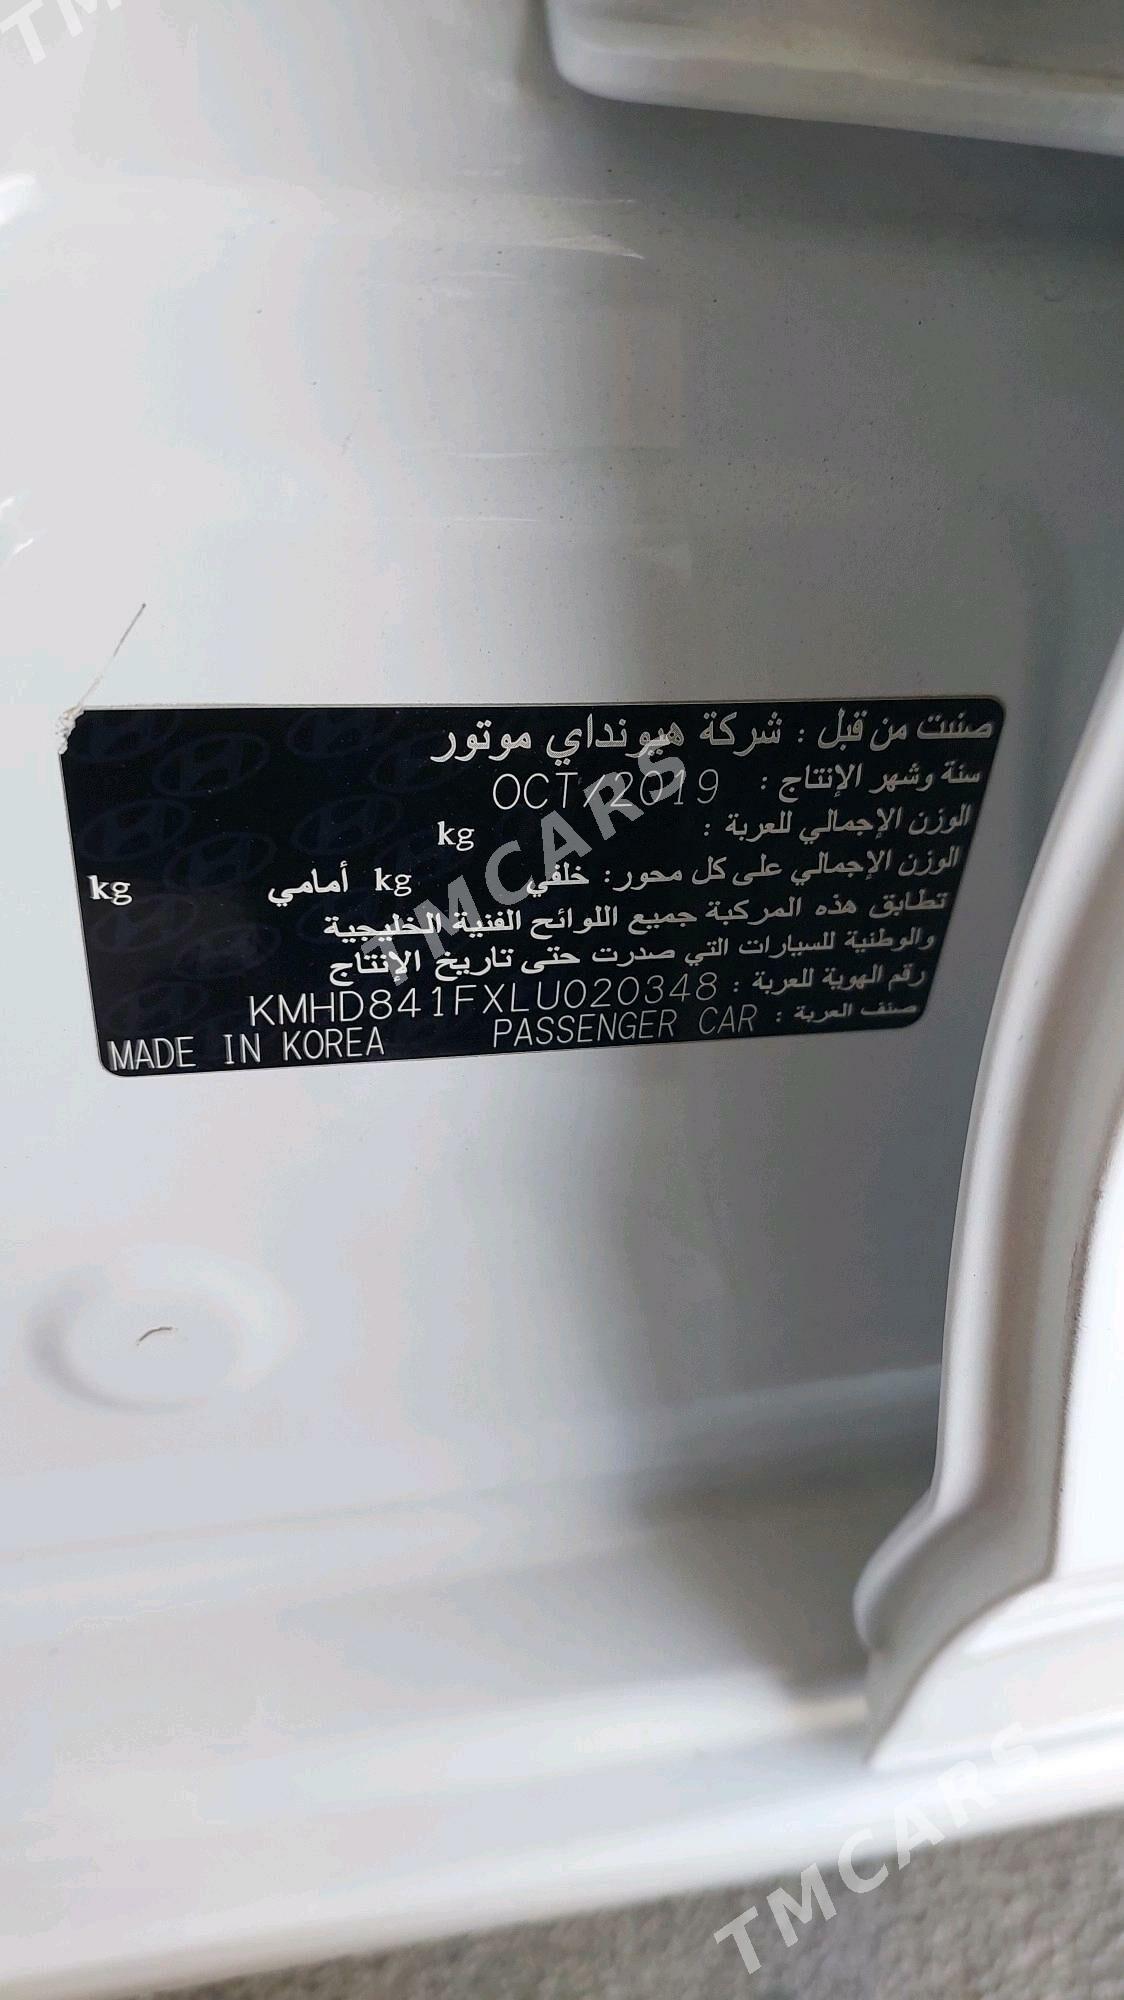 TM
صنعت من قبل : شركة هيونداي موتور
سنة وشهر الإنتاج : OCT/2019
الوزن الإجمالي للعربة : kg
الوزن الإجمالي على كل محور: خلفي kg أمامي kg
تطابق هذه المركبة جميع اللوائح الفنية الخليجية
والوطنية للسيارات التي صدرت حتى تاريخ الإنتاج
رقم الهوية للعربة : KMHD841FXLU020348
صنف العربة : PASSENGER CAR MADE IN KOREA
TMCARS
TMCARS